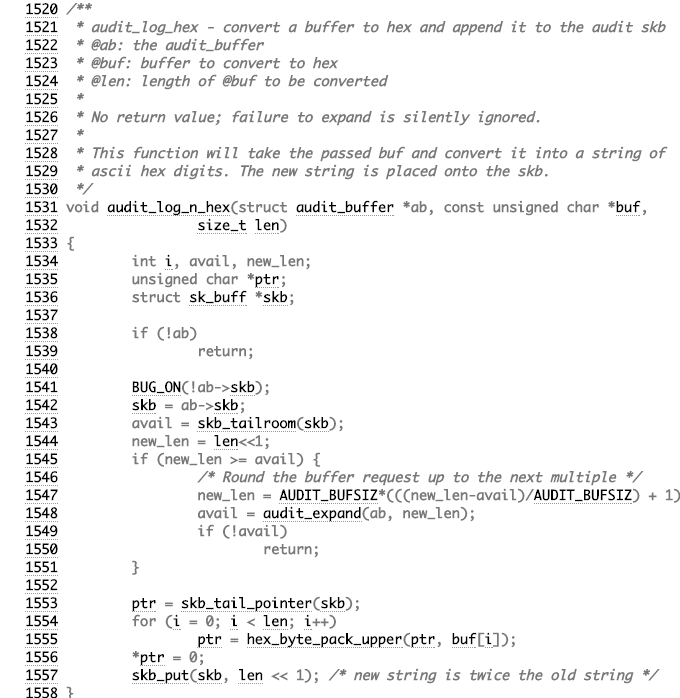 1520 /**
1521  * audit_log_hex - convert a buffer to hex and append it to the audit skb
1522  * @ab: the audit_buffer
1523  * @buf: buffer to convert to hex
1524  * @len: length of @buf to be converted
1525  *
1526  * No return value; failure to expand is silently ignored.
1527  *
1528  * This function will take the passed buf and convert it into a string of
1529  * ascii hex digits. The new string is placed onto the skb.
1530  */
1531 void audit_log_n_hex(struct audit_buffer *ab, const unsigned char *buf,
1532                 size_t len)
1533 {
1534         int i, avail, new_len;
1535         unsigned char *ptr;
1536         struct sk_buff *skb;
1537
1538         if (!ab)
1539                 return;
1540
1541         BUG_ON(!ab->skb);
1542         skb = ab->skb;
1543         avail = skb_tailroom(skb);
1544         new_len = len<<1;
1545         if (new_len >= avail) {
1546                 /* Round the buffer request up to the next multiple */
1547                 new_len = AUDIT_BUFSIZ*(((new_len-avail)/AUDIT_BUFSIZ) + 1)
1548                 avail = audit_expand(ab, new_len);
1549                 if (!avail)
1550                         return;
1551         }
1552
1553         ptr = skb_tail_pointer(skb);
1554         for (i = 0; i < len; i++)
1555                 ptr = hex_byte_pack_upper(ptr, buf[i]);
1556         *ptr = 0;
1557         skb_put(skb, len << 1); /* new string is twice the old string */
1558 }